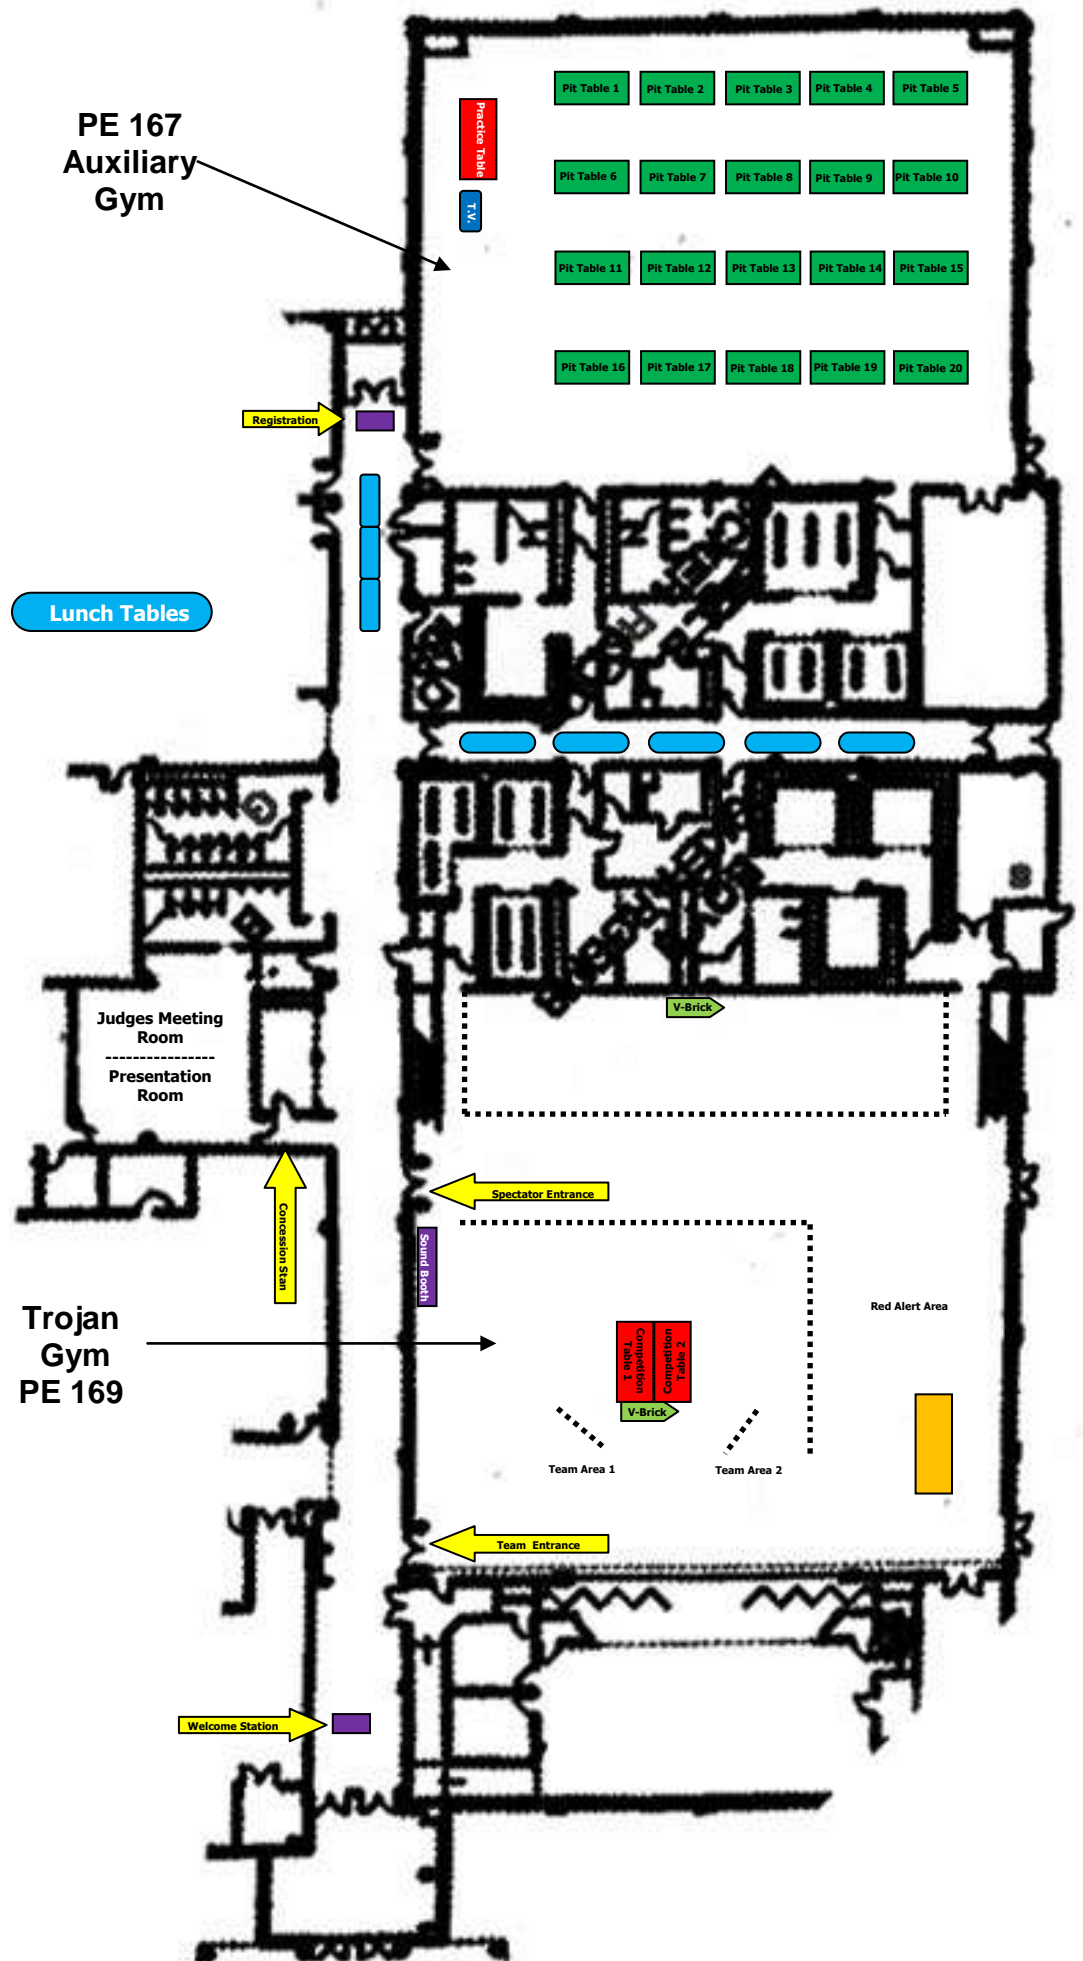 PE 167
Auxiliary
Gym
Pit Table 1
Pit Table 2
Pit Table 3
Pit Table 4
Pit Table 5
Practice Table
T.V.
Pit Table 6
Pit Table 7
Pit Table 8
Pit Table 9
Pit Table 10
Pit Table 11
Pit Table 12
Pit Table 13
Pit Table 14
Pit Table 15
Pit Table 16
Pit Table 17
Pit Table 18
Pit Table 19
Pit Table 20
Registration
Lunch Tables
G
B
S
Judges Meeting
Room
----------------
Presentation
Room
V-Brick
Concession Stan
Spectator Entrance
Sound Booth
Trojan
Gym
PE 169
Red Alert Area
Competition
Table 1
Competition
Table 2
V-Brick
Team Area 1
Team Area 2
Team Entrance
Welcome Station